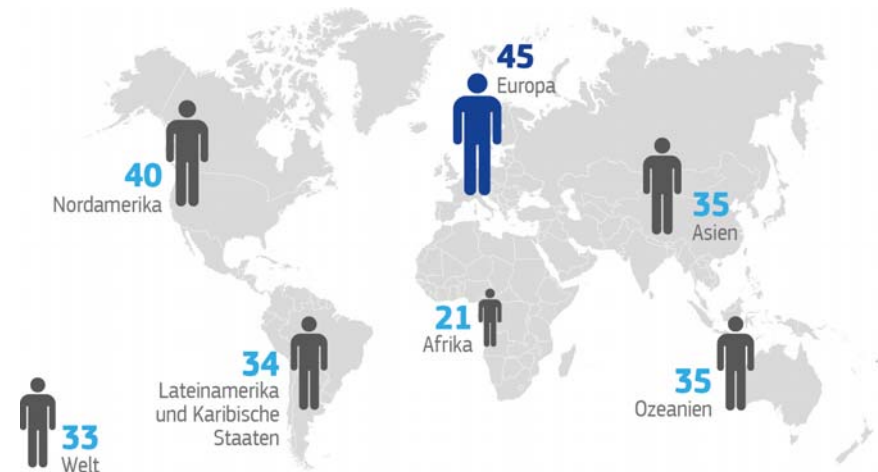 45
Europa
40
Nordamerika
35
Asien
21
Afrika
34
Lateinamerika
und Karibische
Staaten
35
Ozeanien
33
Welt